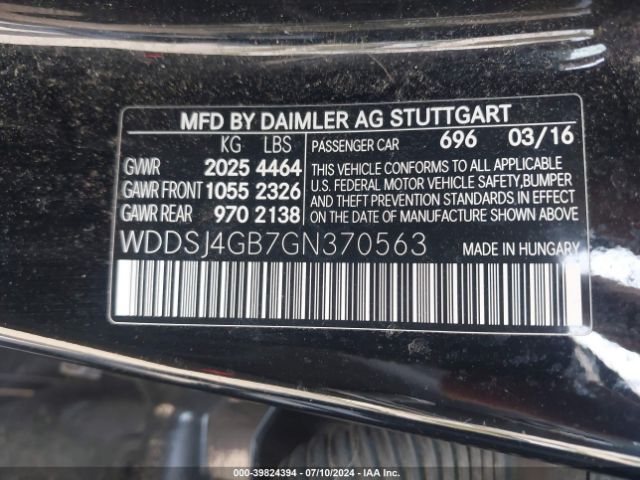 MFD BY DAIMLER AG STUTTGART
KG LBS
GVWR 2025 4464
GAWR FRONT 1055 2326
GAWR REAR 970 2138
PASSENGER CAR 696 03/16
THIS VEHICLE CONFORMS TO ALL APPLICABLE
U.S. FEDERAL MOTOR VEHICLE SAFETY,BUMPER
AND THEFT PREVENTION STANDARDS IN EFFECT
ON THE DATE OF MANUFACTURE SHOWN ABOVE
WDDSJ4GB7GN370563
MADE IN HUNGARY
000-39824394 - 07/10/2024 - IAA Inc.